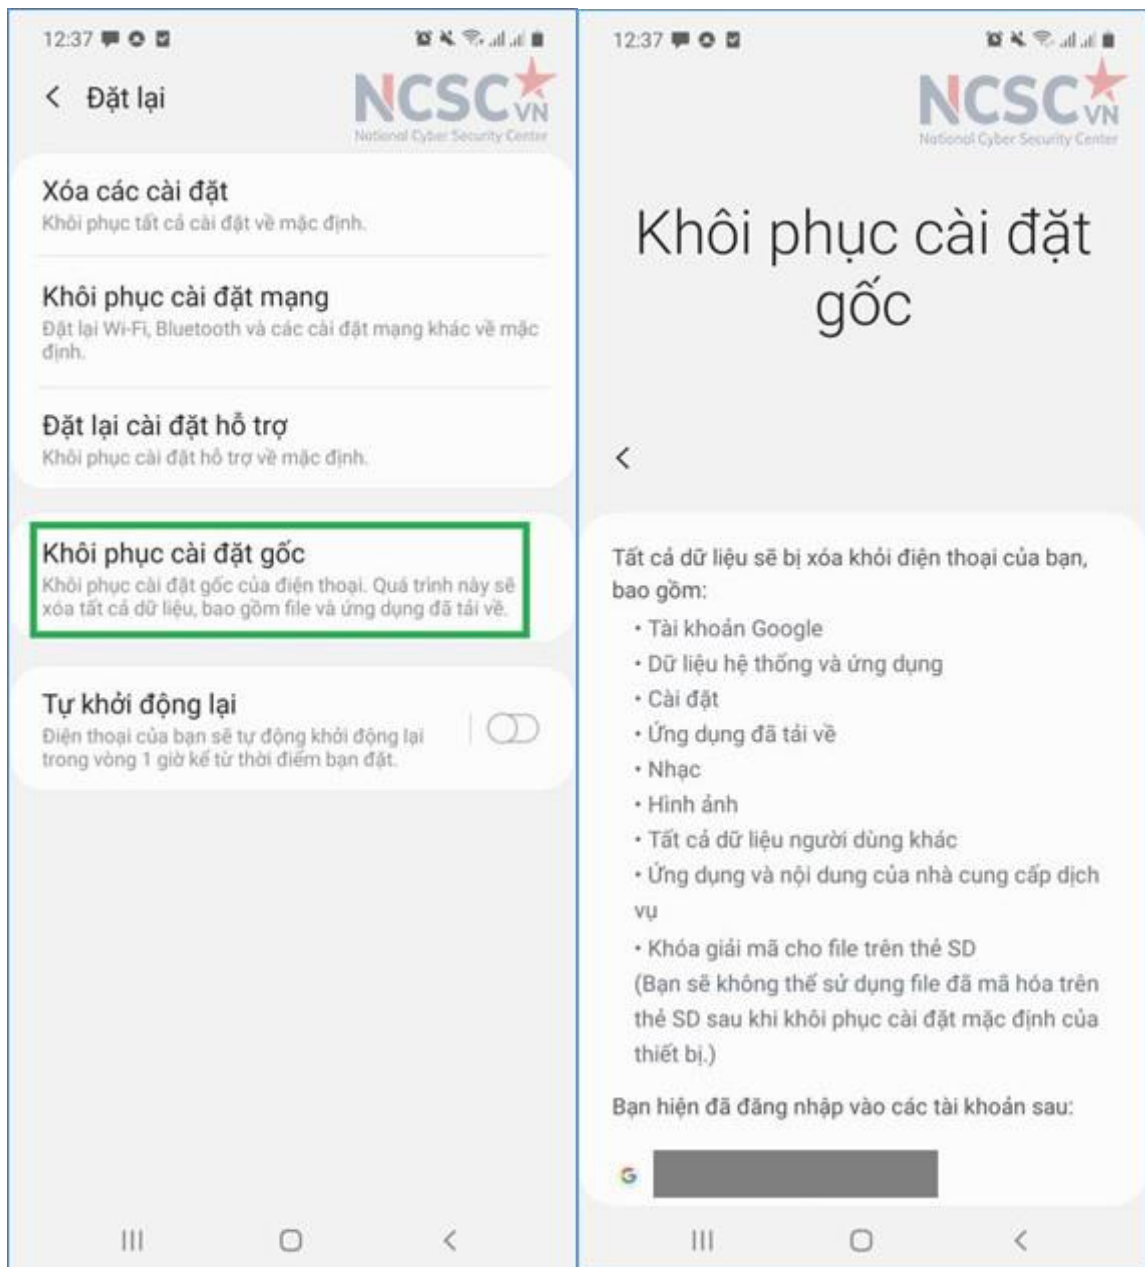 12:37
Đặt lại
NCSC VN
National Cyber Security Center
Xóa các cài đặt
Khôi phục tất cả cài đặt về mặc định.
Khôi phục cài đặt mạng
Đặt lại Wi-Fi, Bluetooth và các cài đặt mạng khác về mặc
định.
Đặt lại cài đặt hỗ trợ
Khôi phục cài đặt hỗ trợ về mặc định.
Khôi phục cài đặt gốc
Khôi phục cài đặt gốc của điện thoại. Quá trình này sẽ
xóa tất cả dữ liệu, bao gồm file và ứng dụng đã tải về.
Tự khởi động lại
Điện thoại của bạn sẽ tự động khởi động lại
trong vòng 1 giờ kể từ thời điểm bạn đặt.
12:37
NCSC VN
National Cyber Security Center
Khôi phục cài đặt
gốc
Tất cả dữ liệu sẽ bị xóa khỏi điện thoại của bạn,
bao gồm:
• Tài khoản Google
• Dữ liệu hệ thống và ứng dụng
• Cài đặt
• Ứng dụng đã tải về
• Nhạc
• Hình ảnh
• Tất cả dữ liệu người dùng khác
• Ứng dụng và nội dung của nhà cung cấp dịch
vụ
• Khóa giải mã cho file trên thẻ SD
(Bạn sẽ không thể sử dụng file đã mã hóa trên
thẻ SD sau khi khôi phục cài đặt mặc định của
thiết bị.)
Bạn hiện đã đăng nhập vào các tài khoản sau:
G